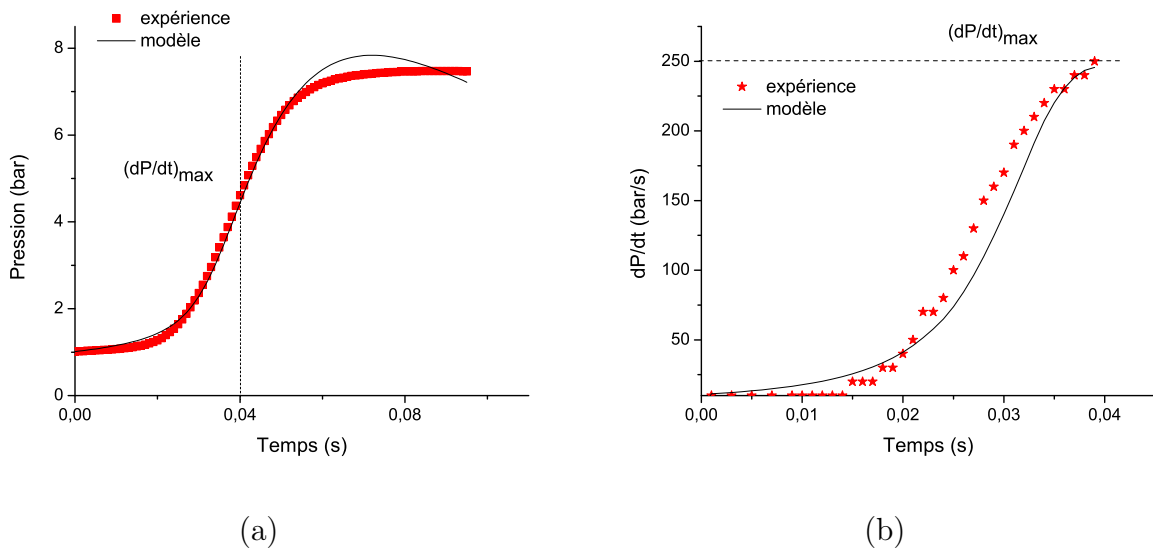 expérience
modèle
(dP/dt)max
Pression (bar)
8
6
4
2
0
0,00
0,04
0,08
Temps (s)
(a)
(dP/dt)max
expérience
modèle
dP/dt (bar/s)
250
200
150
100
50
0,00
0,01
0,02
0,03
0,04
Temps (s)
(b)